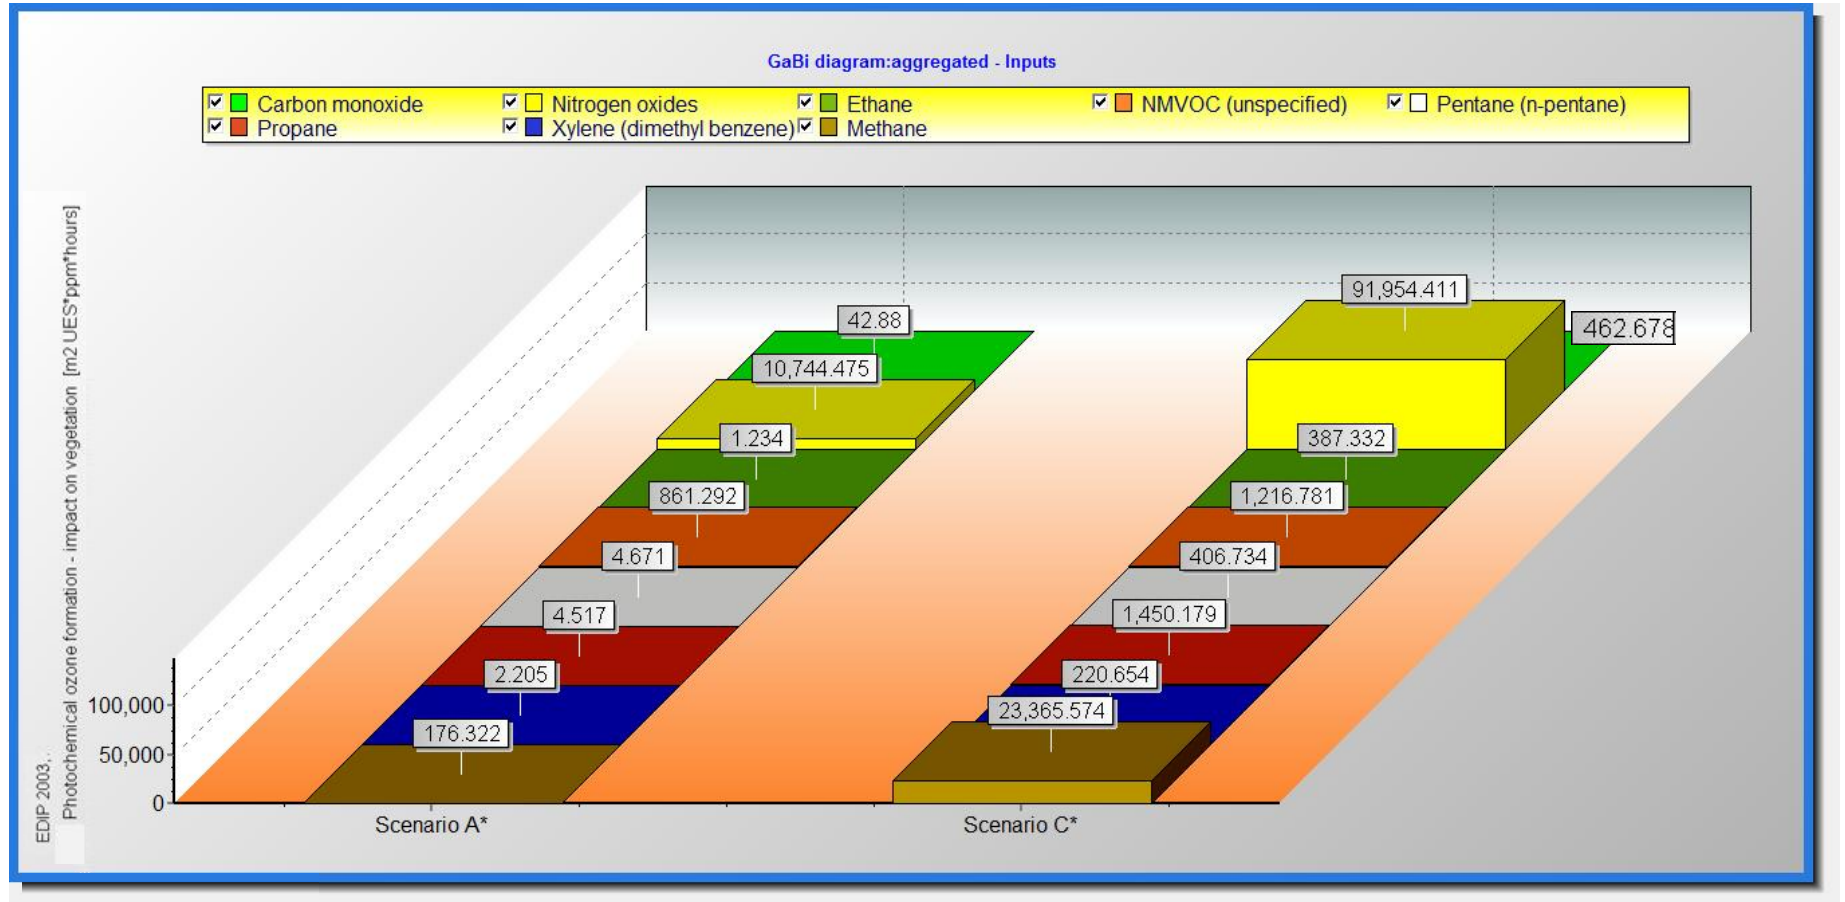 GaBi diagram:aggregated - Inputs
Carbon monoxide Nitrogen oxides Ethane NMVOC (unspecified) Pentane (n-pentane)
Propane Xylene (dimethyl benzene) Methane
EDIP 2003,.
Photochemical ozone formation - impact on vegetation [m2 UES*ppm*hours]
91,954.411
42.88
462.678
10,744.475
1.234
387.332
861.292
1,216.781
4.671
406.734
4.517
1,450.179
2.205
220.654
176.322
23,365.574
100,000
50,000
0
Scenario A*
Scenario C*